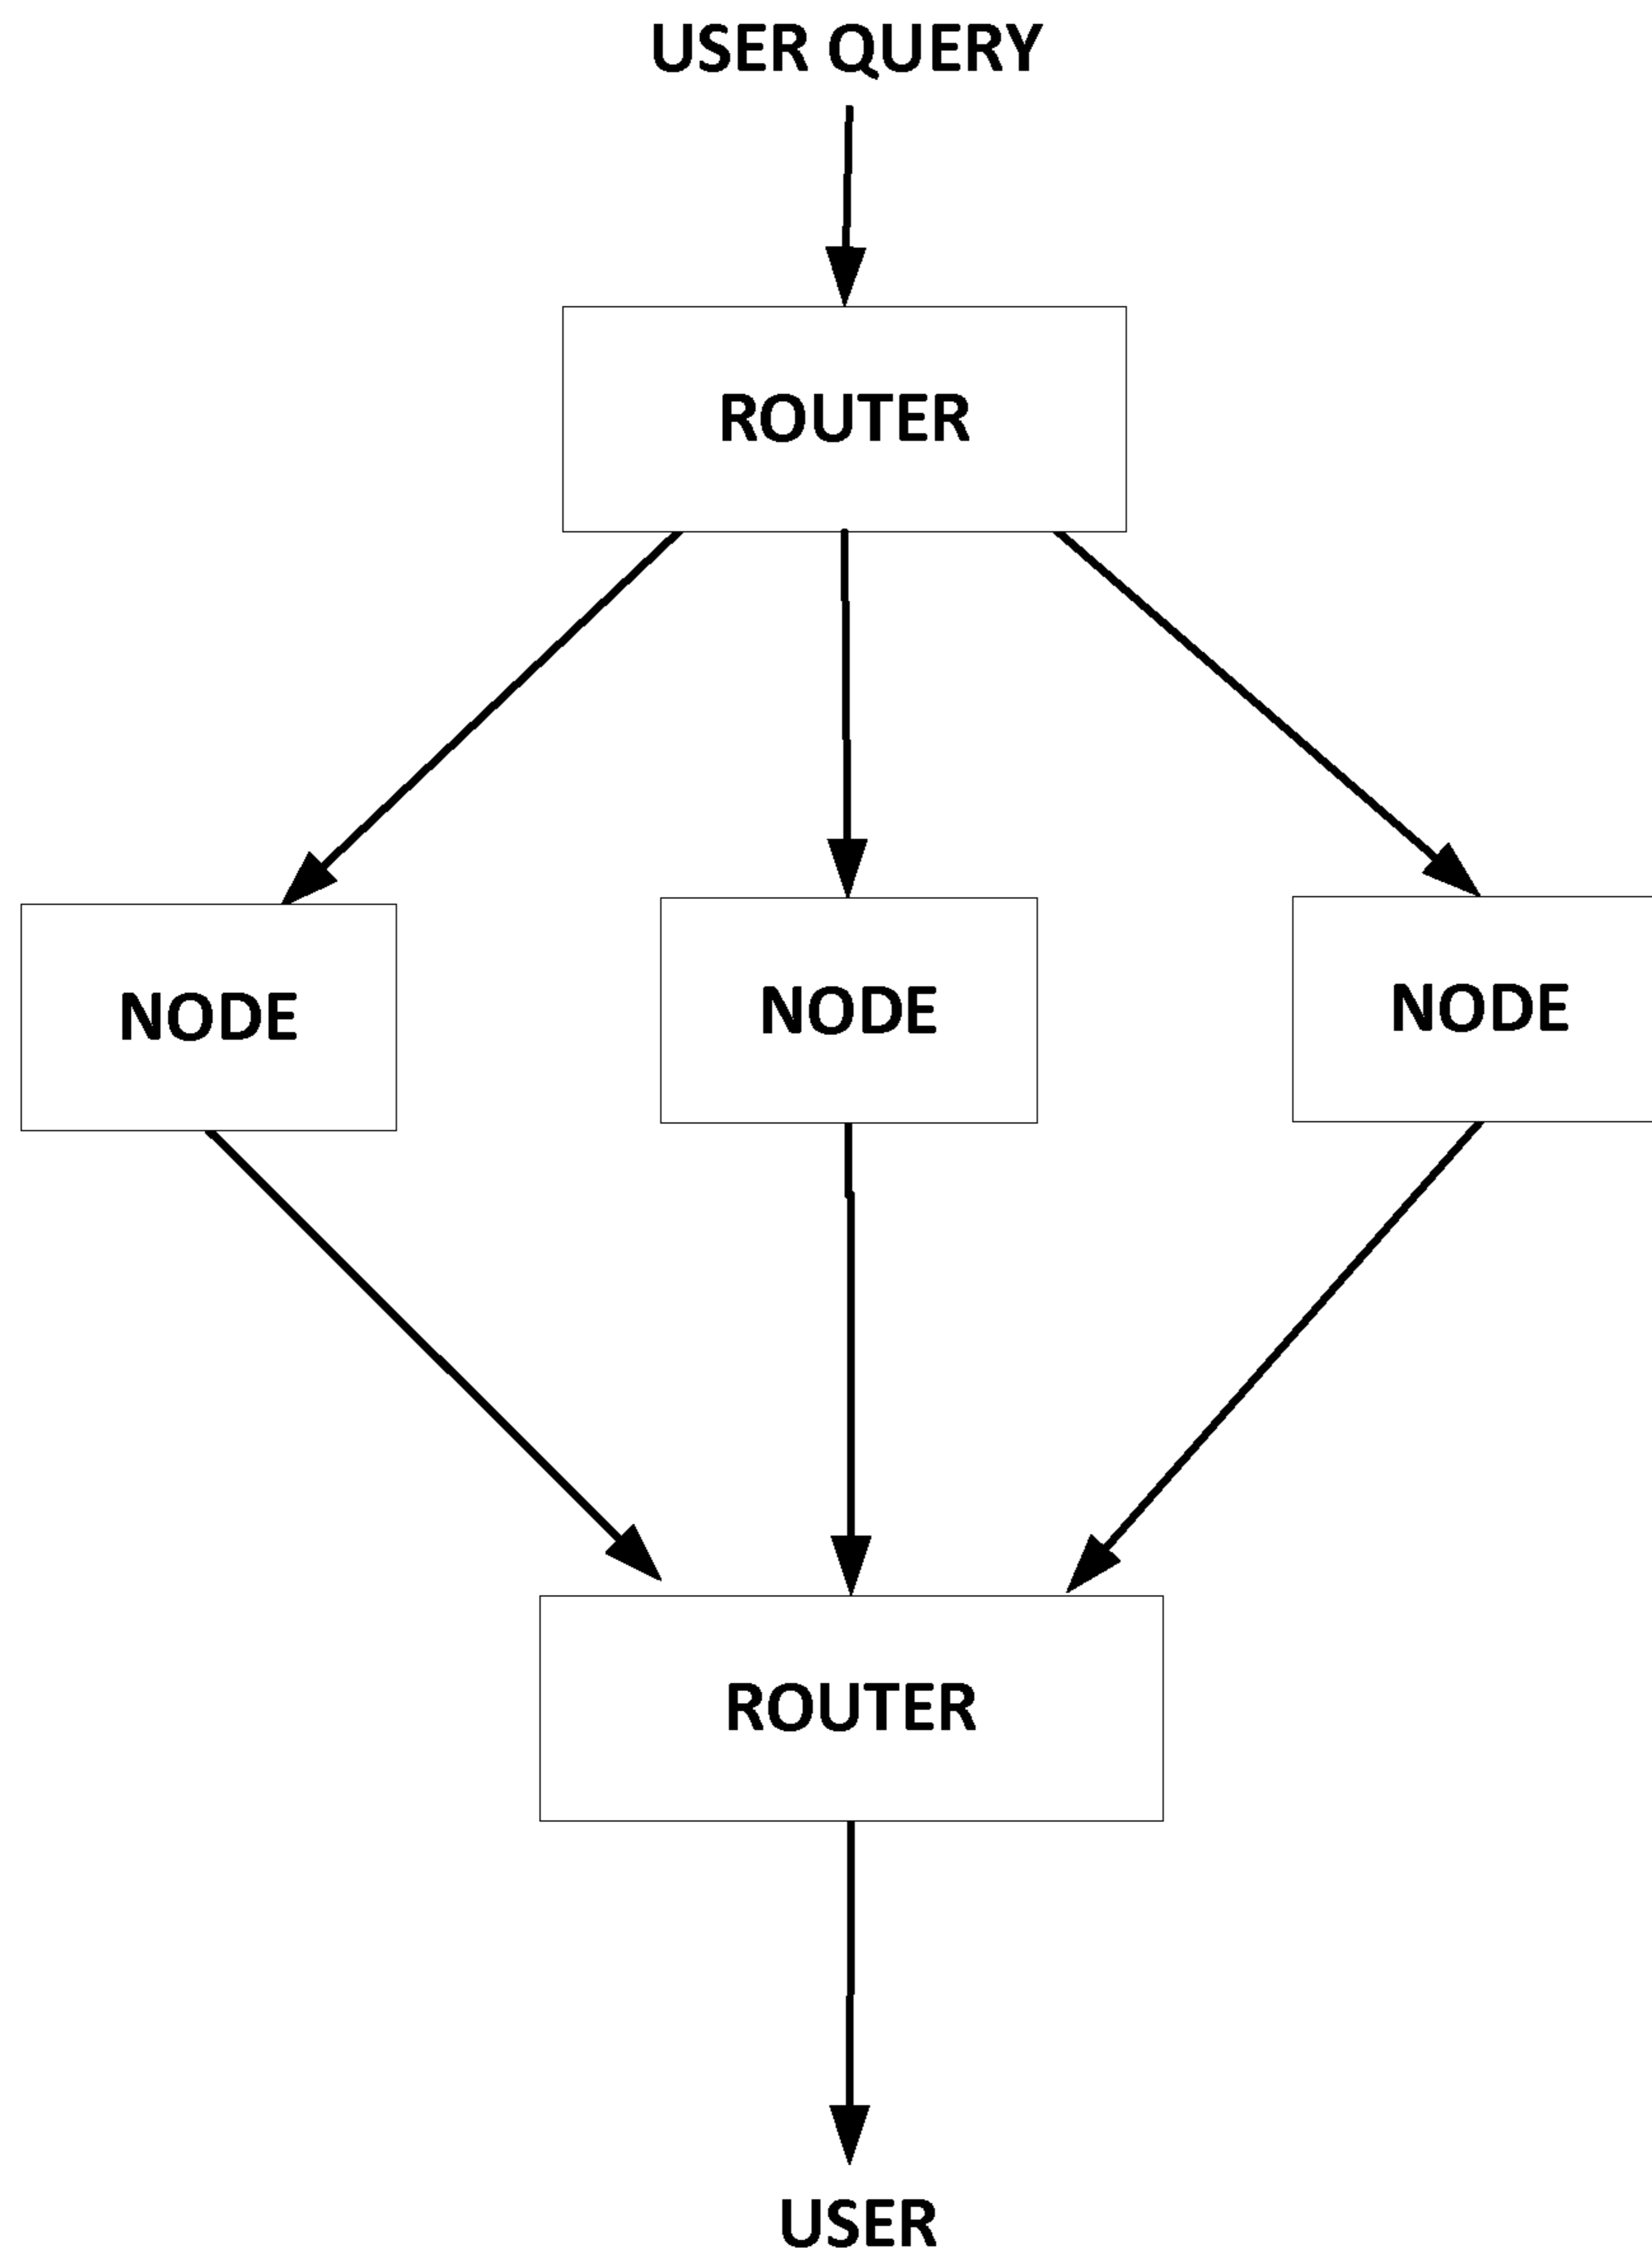 USER QUERY
ROUTER
NODE
NODE
NODE
ROUTER
USER